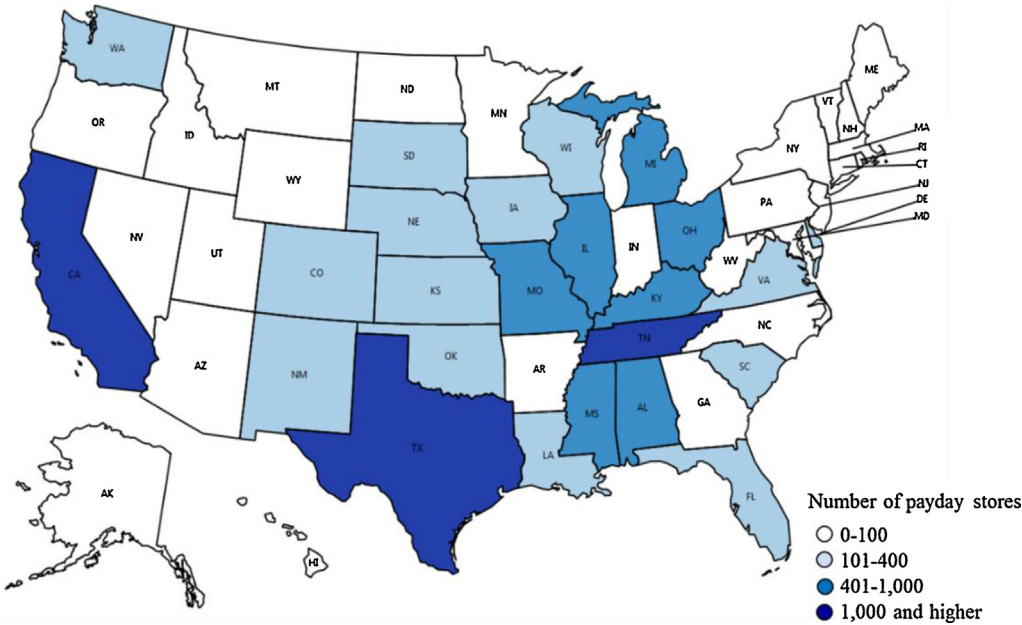 WA
ME
MT
ND
VT
MN
OR
NH
MA
ID
RI
WI
NY
SD
MI
CT
WY
NJ
DE
PA
IA
MD
NE
OH
NV
IN
IL
WV
UT
CO
CA
VA
KS
MO
KY
NC
TN
OK
AZ
AR
SC
NM
GA
AL
MS
TX
LA
AK
FL
HI
Number of payday stores
0-100
101-400
401-1,000
1,000 and higher